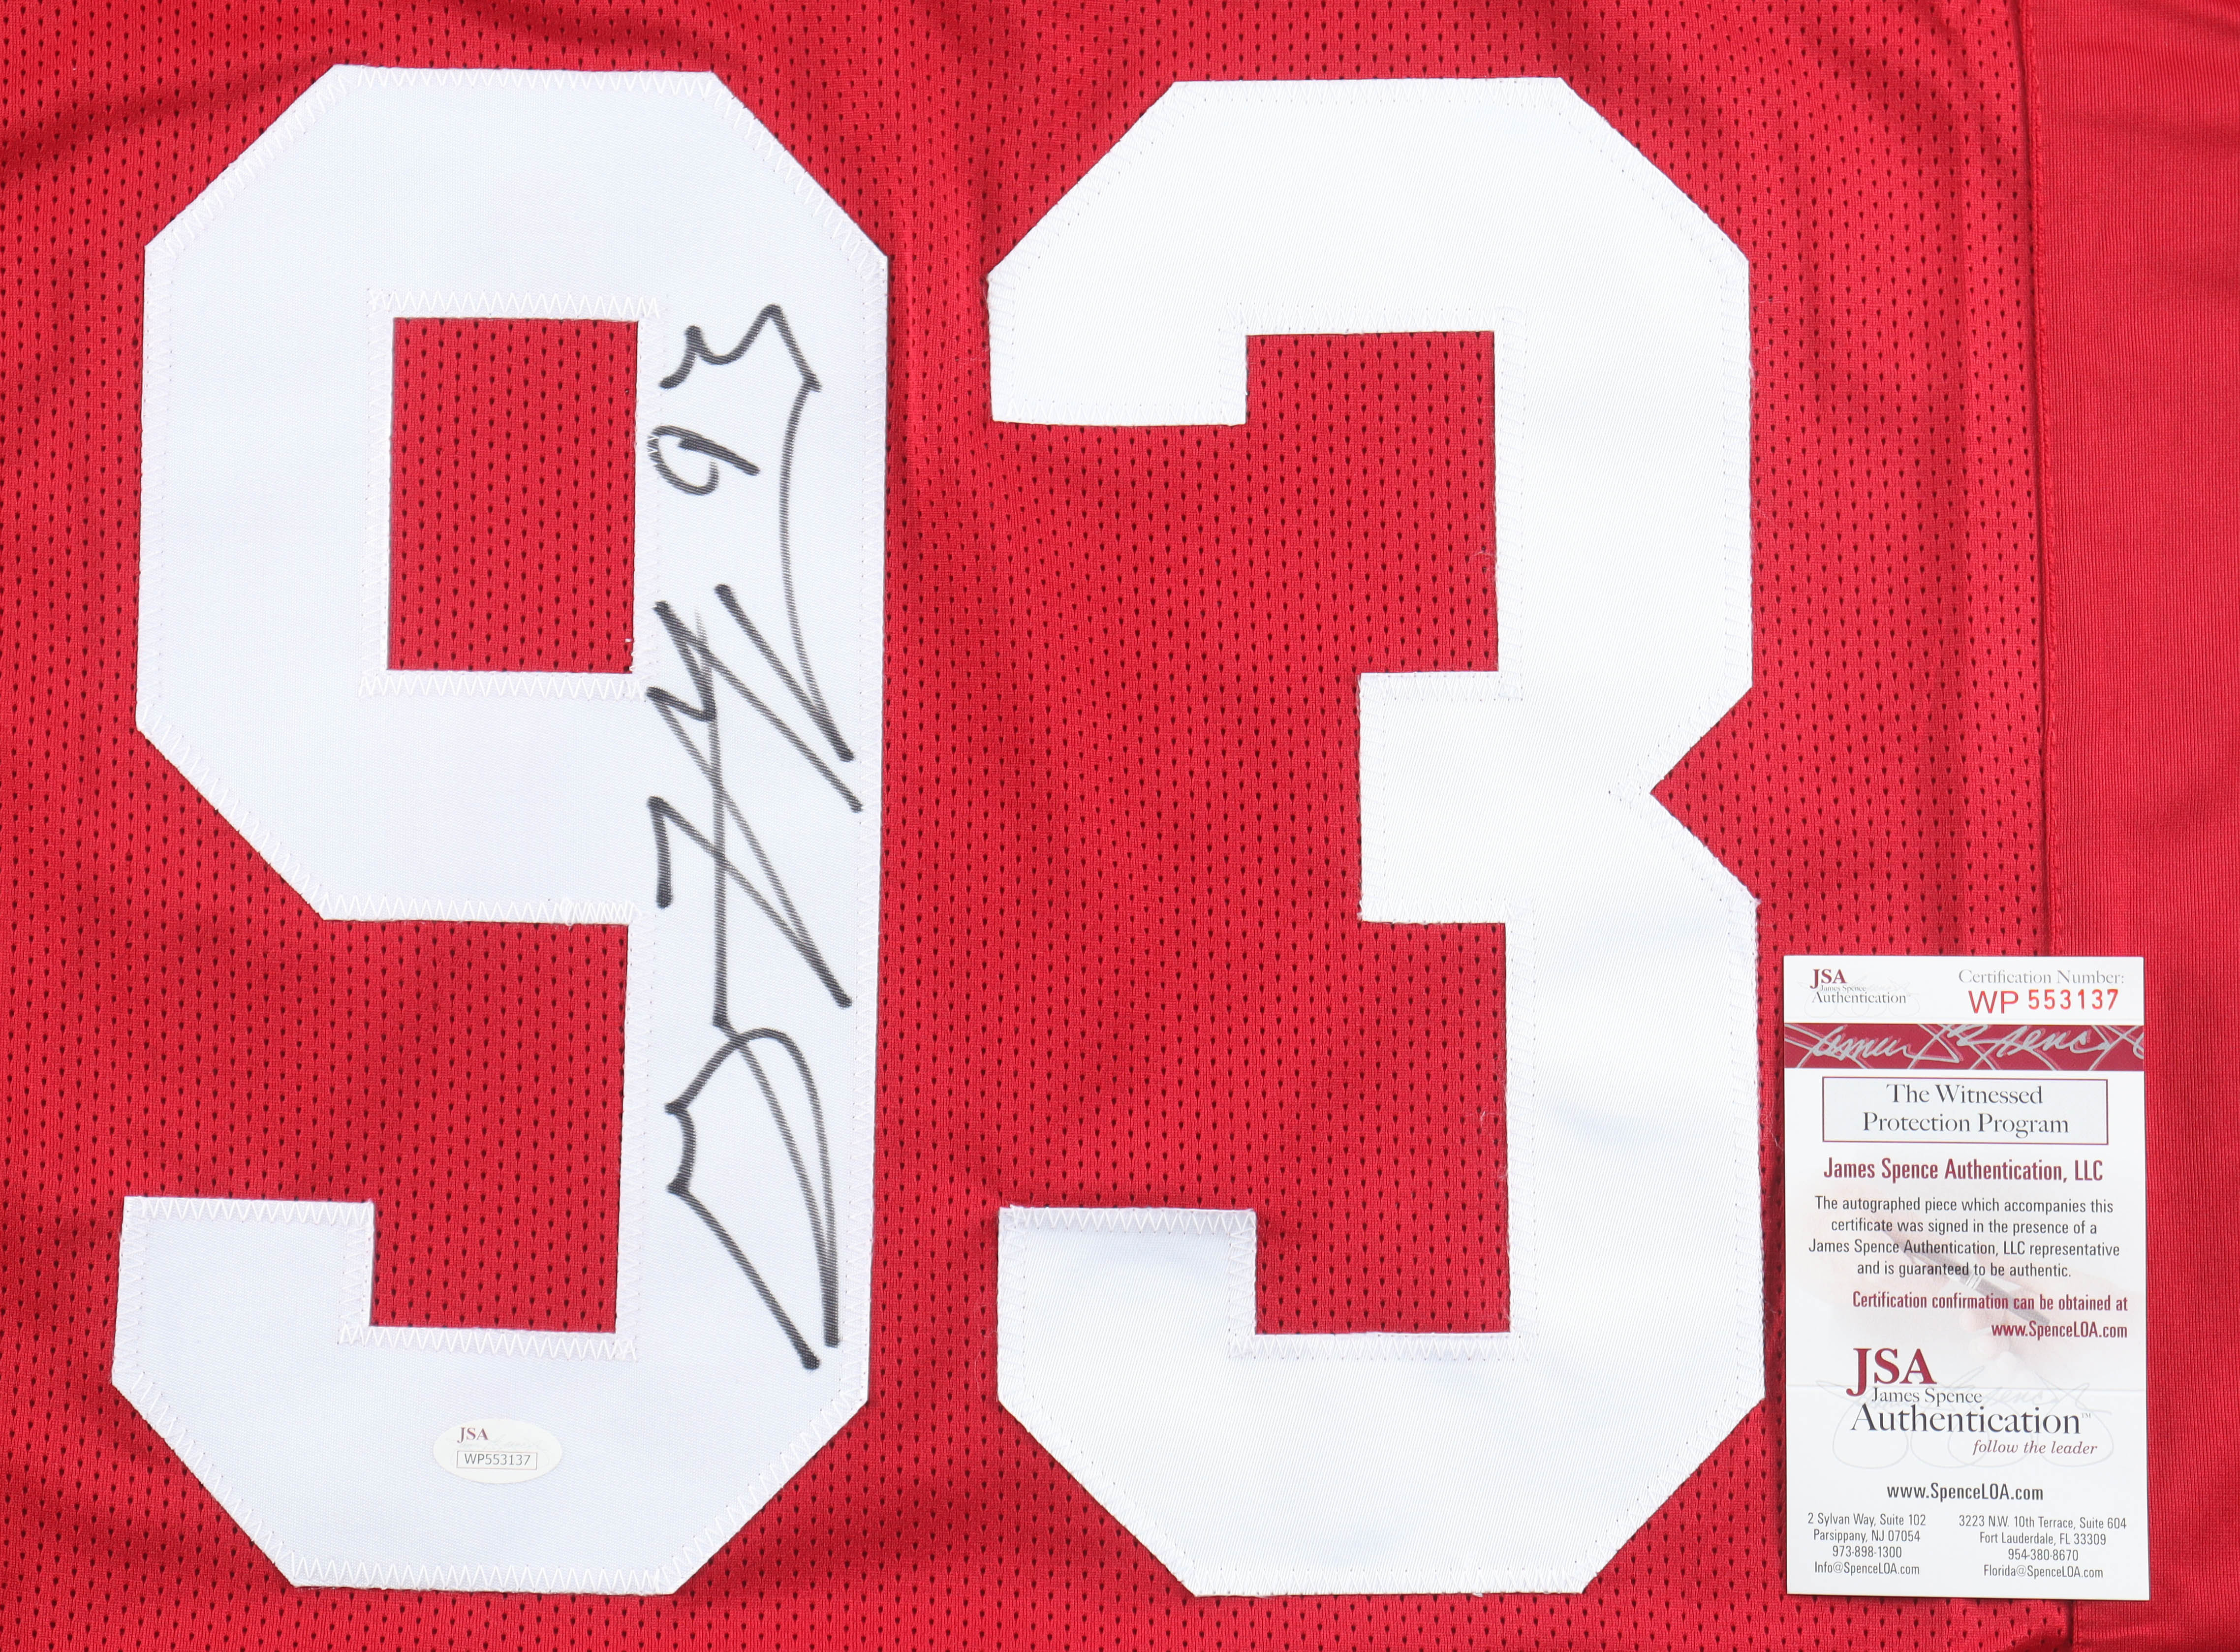 93
93
JSA
WP553137
JSA
James Spence
Authentication
Certification Number:
WP 553137
The Witnessed
Protection Program
James Spence Authentication, LLC
The autographed piece which accompanies this
certificate was signed in the presence of a
James Spence Authentication, LLC representative
and is guaranteed to be authentic.
Certification confirmation can be obtained at
www.SpenceLOA.com
JSA
James Spence
Authentication™
follow the leader
www.SpenceLOA.com
2 Sylvan Way, Suite 102
Parsippany, NJ 07054
973-898-1300
Info@SpenceLOA.com
3223 N.W. 10th Terrace, Suite 604
Fort Lauderdale, FL 33309
954-380-8670
Florida@SpenceLOA.com